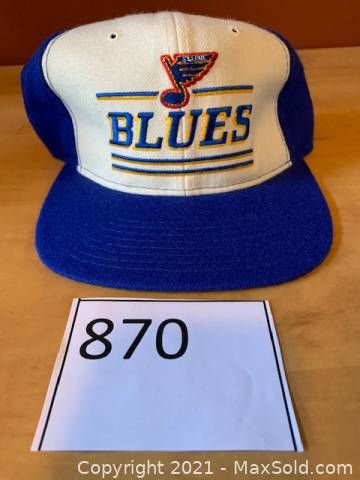 ST. LOUIS
BLUES
870
Copyright 2021 - MaxSold.com